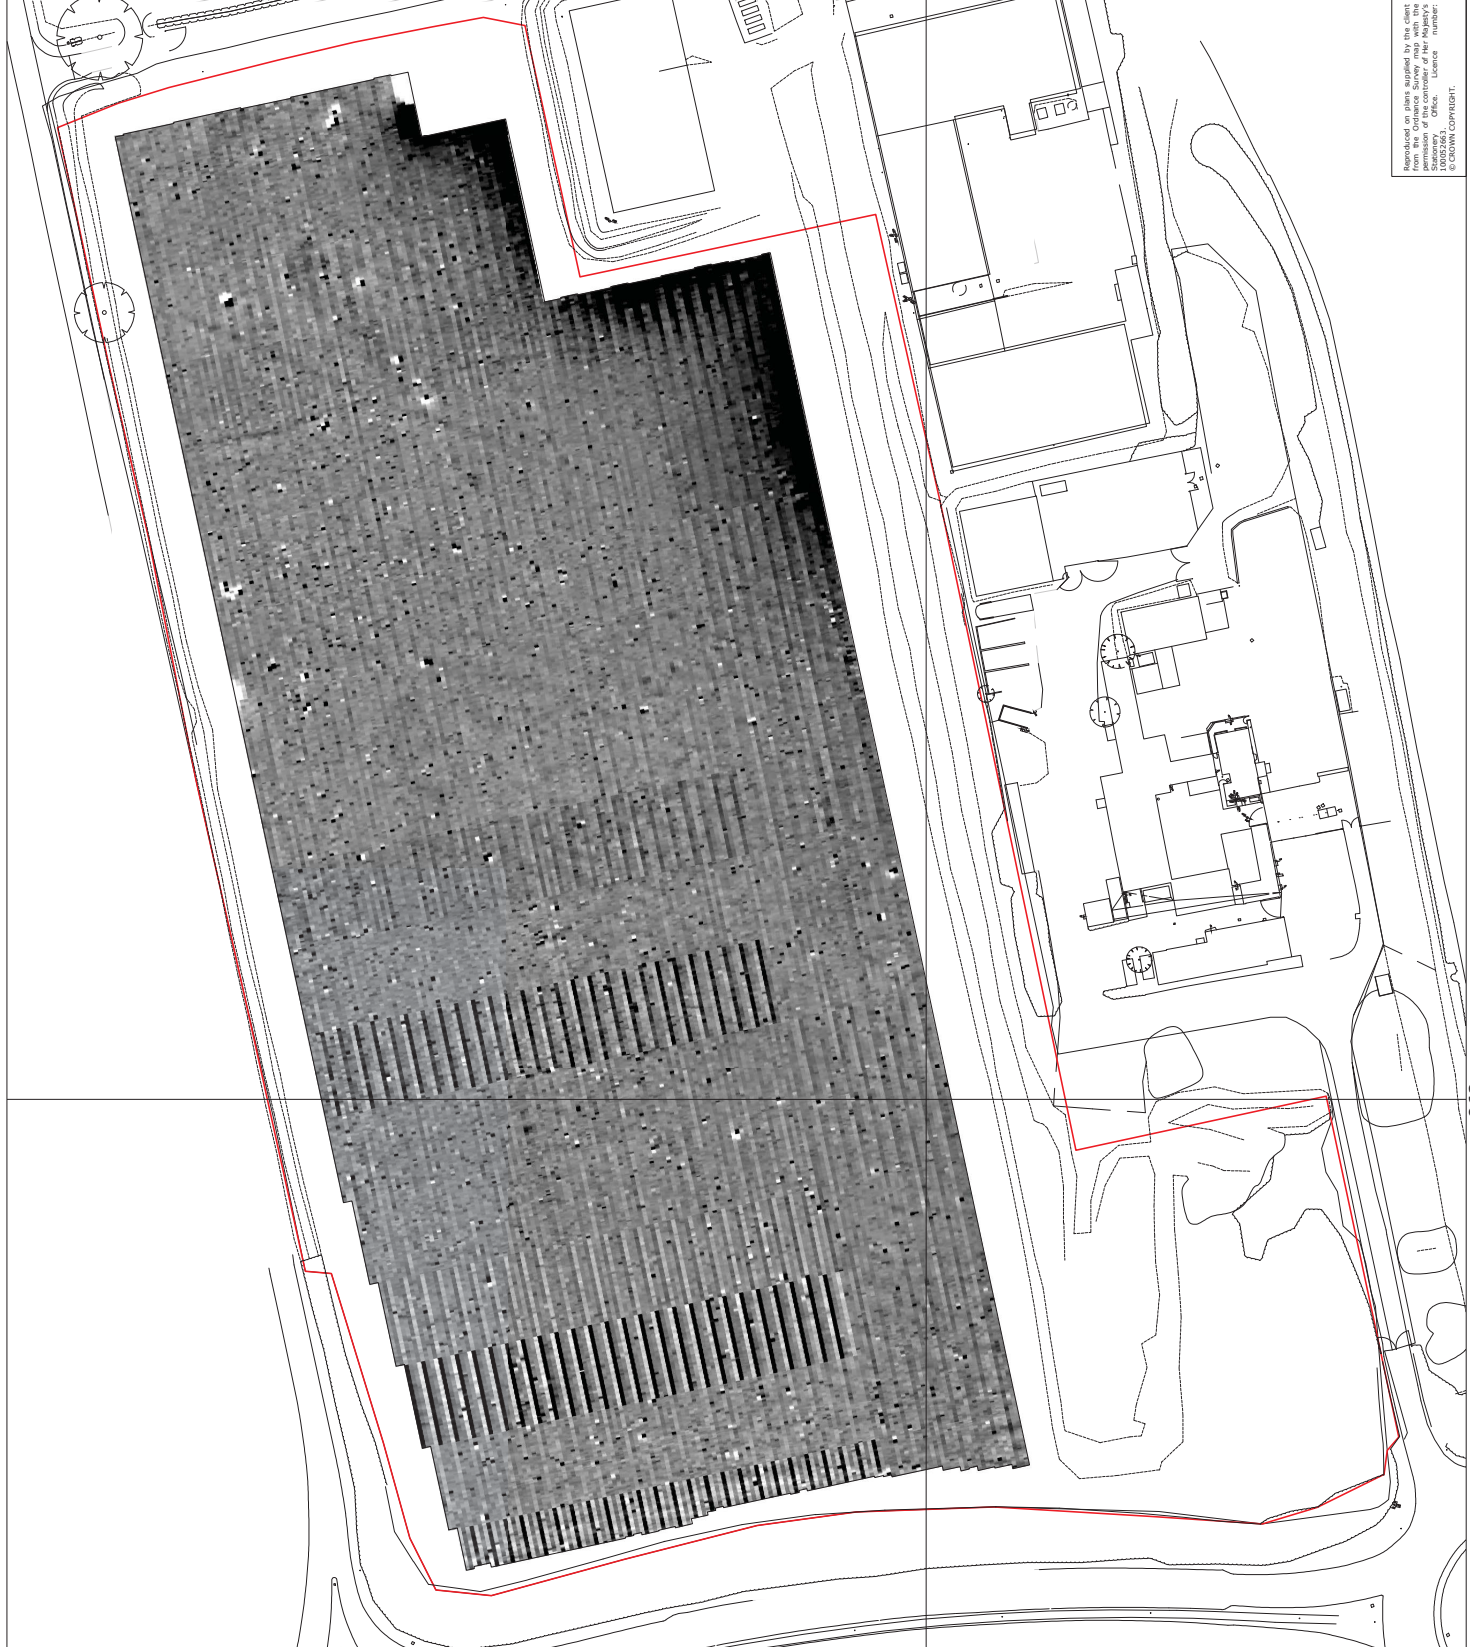 Reproduced on plans supplied by the client
from the Ordnance Survey map with the
permission of the controller of Her Majesty's
Stationery Office. Licence number:
100052663.
© CROWN COPYRIGHT.